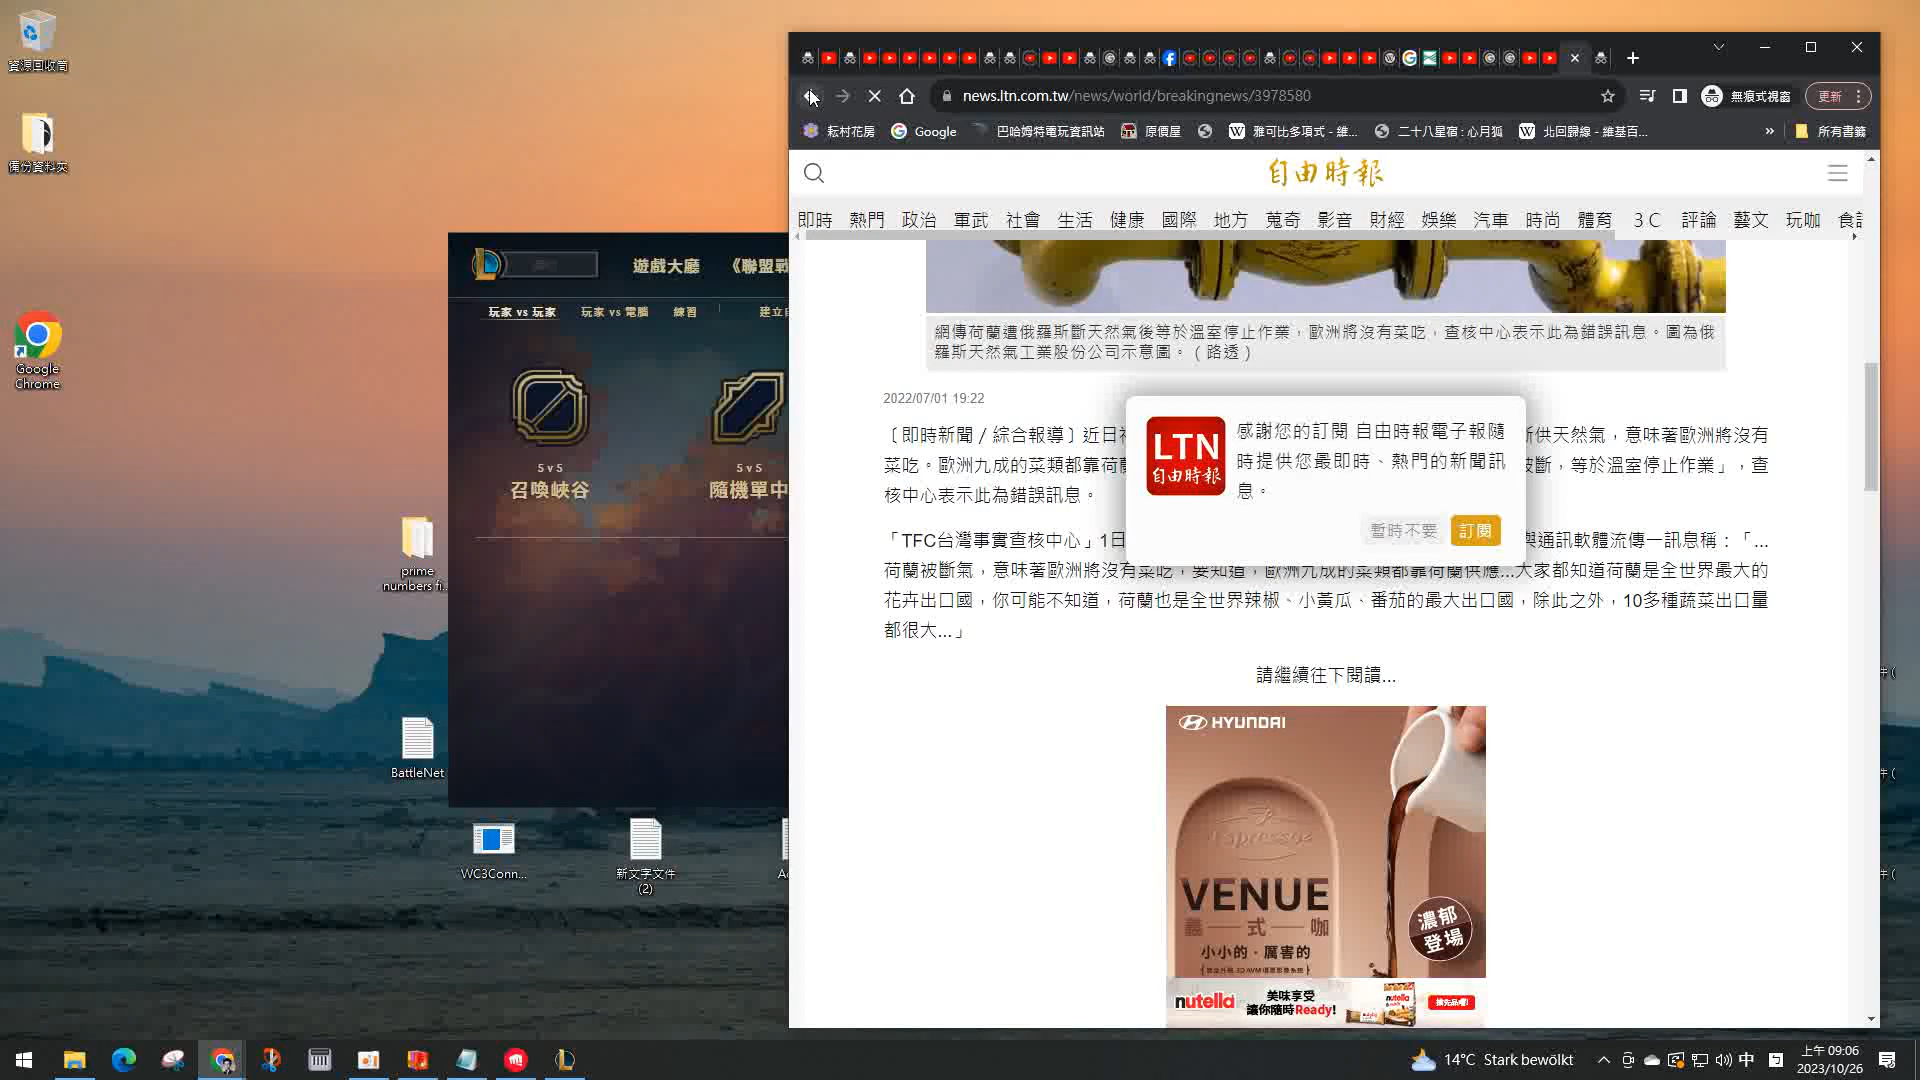 資源回收筒
備份資料夾
Google
Chrome
prime
numbers fi...
BattleNet
WC3Conn...
新文字文件
(2)
遊戲大廳
《聯盟戰
玩家 vs 玩家
玩家 vs 電腦
練習
5 v 5
召喚峽谷
5 v 5
隨機單中
news.ltn.com.tw/news/world/breakingnews/3978580
無痕式視窗
更新
耘村花房
Google
巴哈姆特電玩資訊站
原價屋
雅可比多項式 - 維...
二十八星宿 : 心月狐
北回歸線 - 維基百...
»
所有書籤
自由時報
即時 熱門 政治 軍武 社會 生活 健康 國際 地方 蒐奇 影音 財經 娛樂 汽車 時尚 體育 3 C 評論 藝文 玩咖
網傳荷蘭遭俄羅斯斷天然氣後等於溫室停止作業，歐洲將沒有菜吃，查核中心表示此為錯誤訊息。圖為俄
羅斯天然氣工業股份公司示意圖。（路透）
2022/07/01 19:22
〔即時新聞／綜合報導〕近日
斷供天然氣，意味著歐洲將沒有
菜吃。歐洲九成的菜類都靠荷
被斷，等於溫室停止作業」，查
核中心表示此為錯誤訊息。
LTN
自由時報
感謝您的訂閱 自由時報電子報隨
時提供您最即時、熱門的新聞訊
息。
暫時不要
訂閱
「TFC台灣事實查核中心」1日
與通訊軟體流傳一訊息稱：「...
荷蘭被斷氣，意味著歐洲將沒有菜吃，要知道，歐洲九成的菜類都靠荷蘭供應...大家都知道荷蘭是全世界最大的
花卉出口國，你可能不知道，荷蘭也是全世界辣椒、小黃瓜、番茄的最大出口國，除此之外，10多種蔬菜出口量
都很大...」
請繼續往下閱讀...
HYUNDAI
Espresso
VENUE
義 式 咖
小小的·厲害的
濃郁
登場
nutella
美味享受
讓你隨時Ready!
nutella
搶先品嚐!
14°C Stark bewölkt
中
上午 09:06
2023/10/26